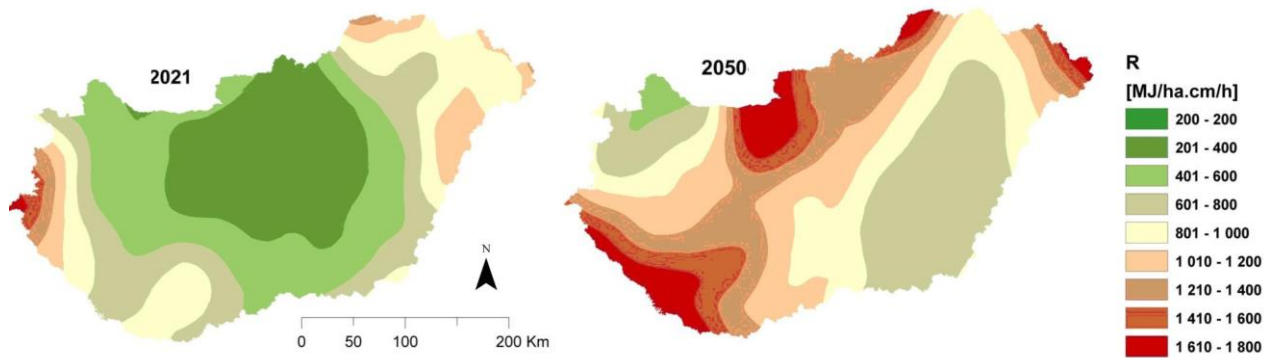 2021
2050
N
0 50 100 200 Km
R
[MJ/ha.cm/h]
200 - 200
201 - 400
401 - 600
601 - 800
801 - 1 000
1 010 - 1 200
1 210 - 1 400
1 410 - 1 600
1 610 - 1 800